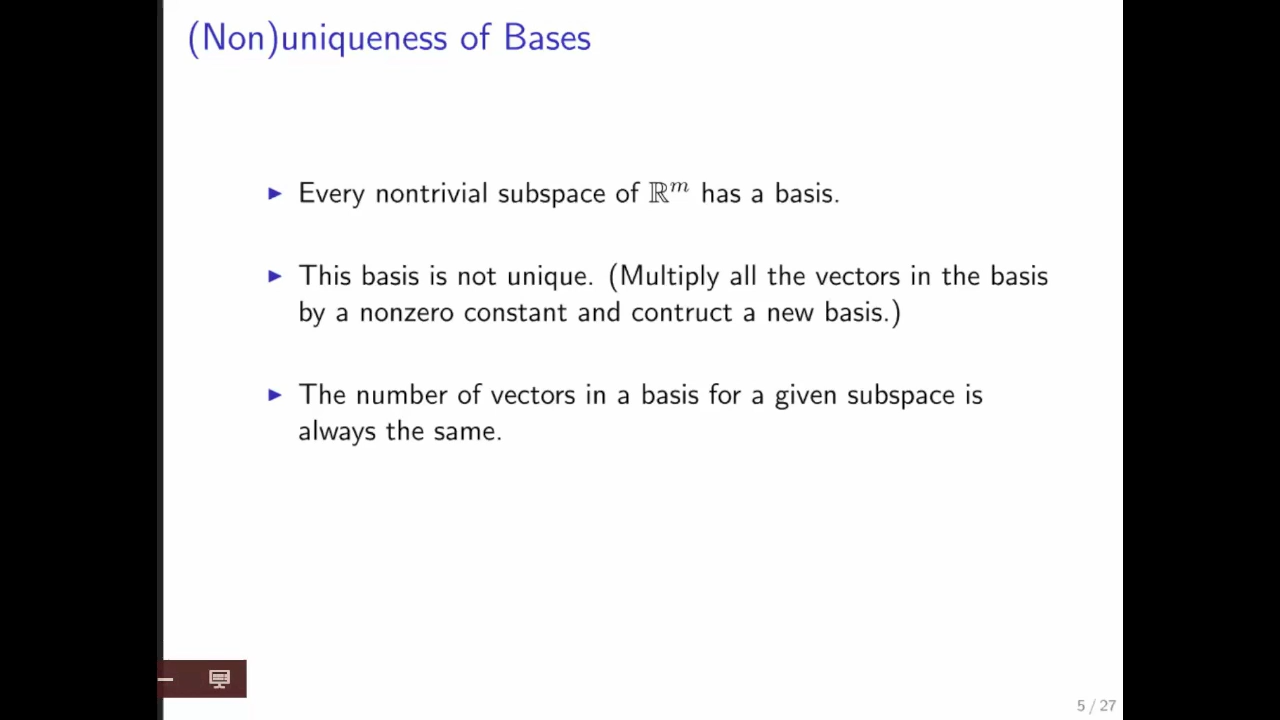 (Non)uniqueness of Bases
▶ Every nontrivial subspace of ℝᵐ has a basis.
▶ This basis is not unique. (Multiply all the vectors in the basis
by a nonzero constant and contruct a new basis.)
▶ The number of vectors in a basis for a given subspace is
always the same.
5 / 27